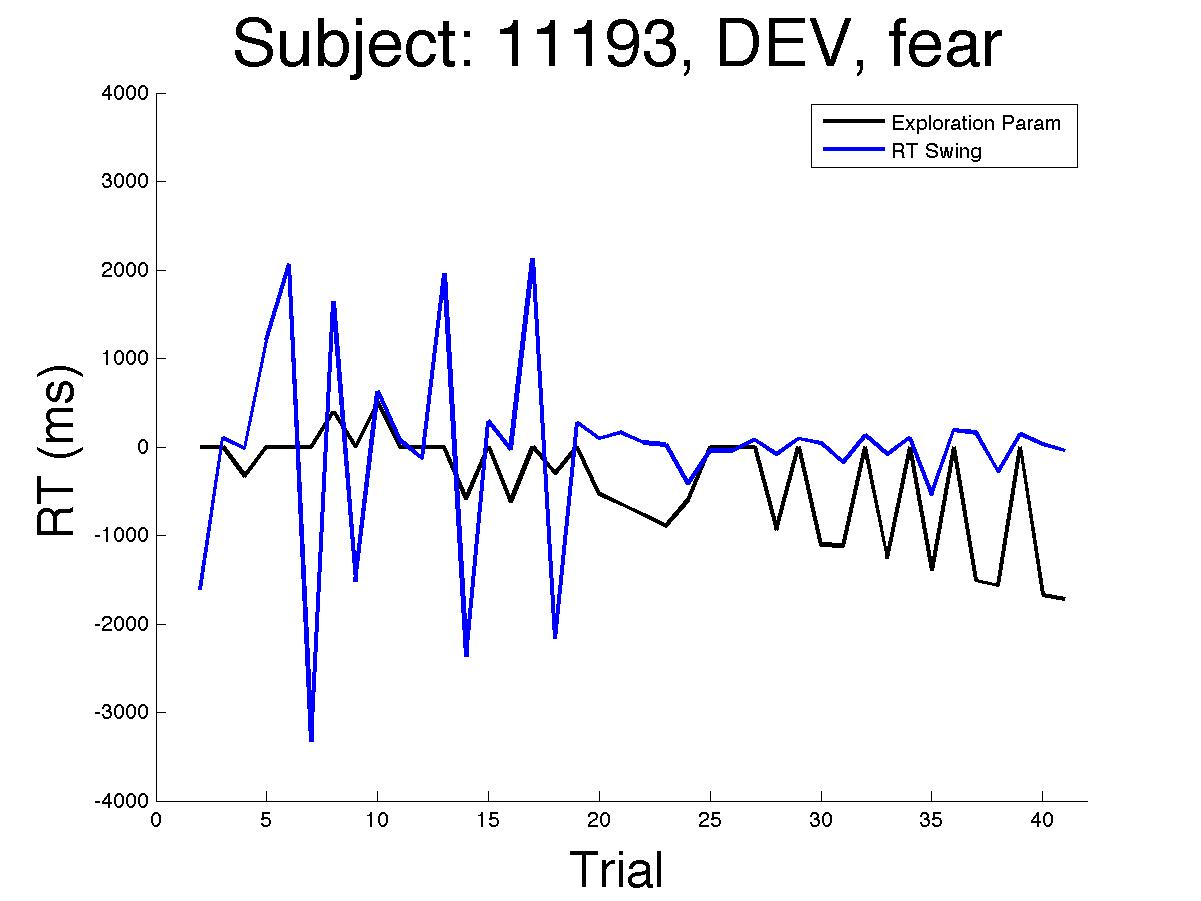 Subject: 11193, DEV, fear
4000
3000
2000
1000
0
-1000
-2000
-3000
-4000
RT (ms)
Exploration Param
RT Swing
0 5 10 15 20 25 30 35 40
Trial